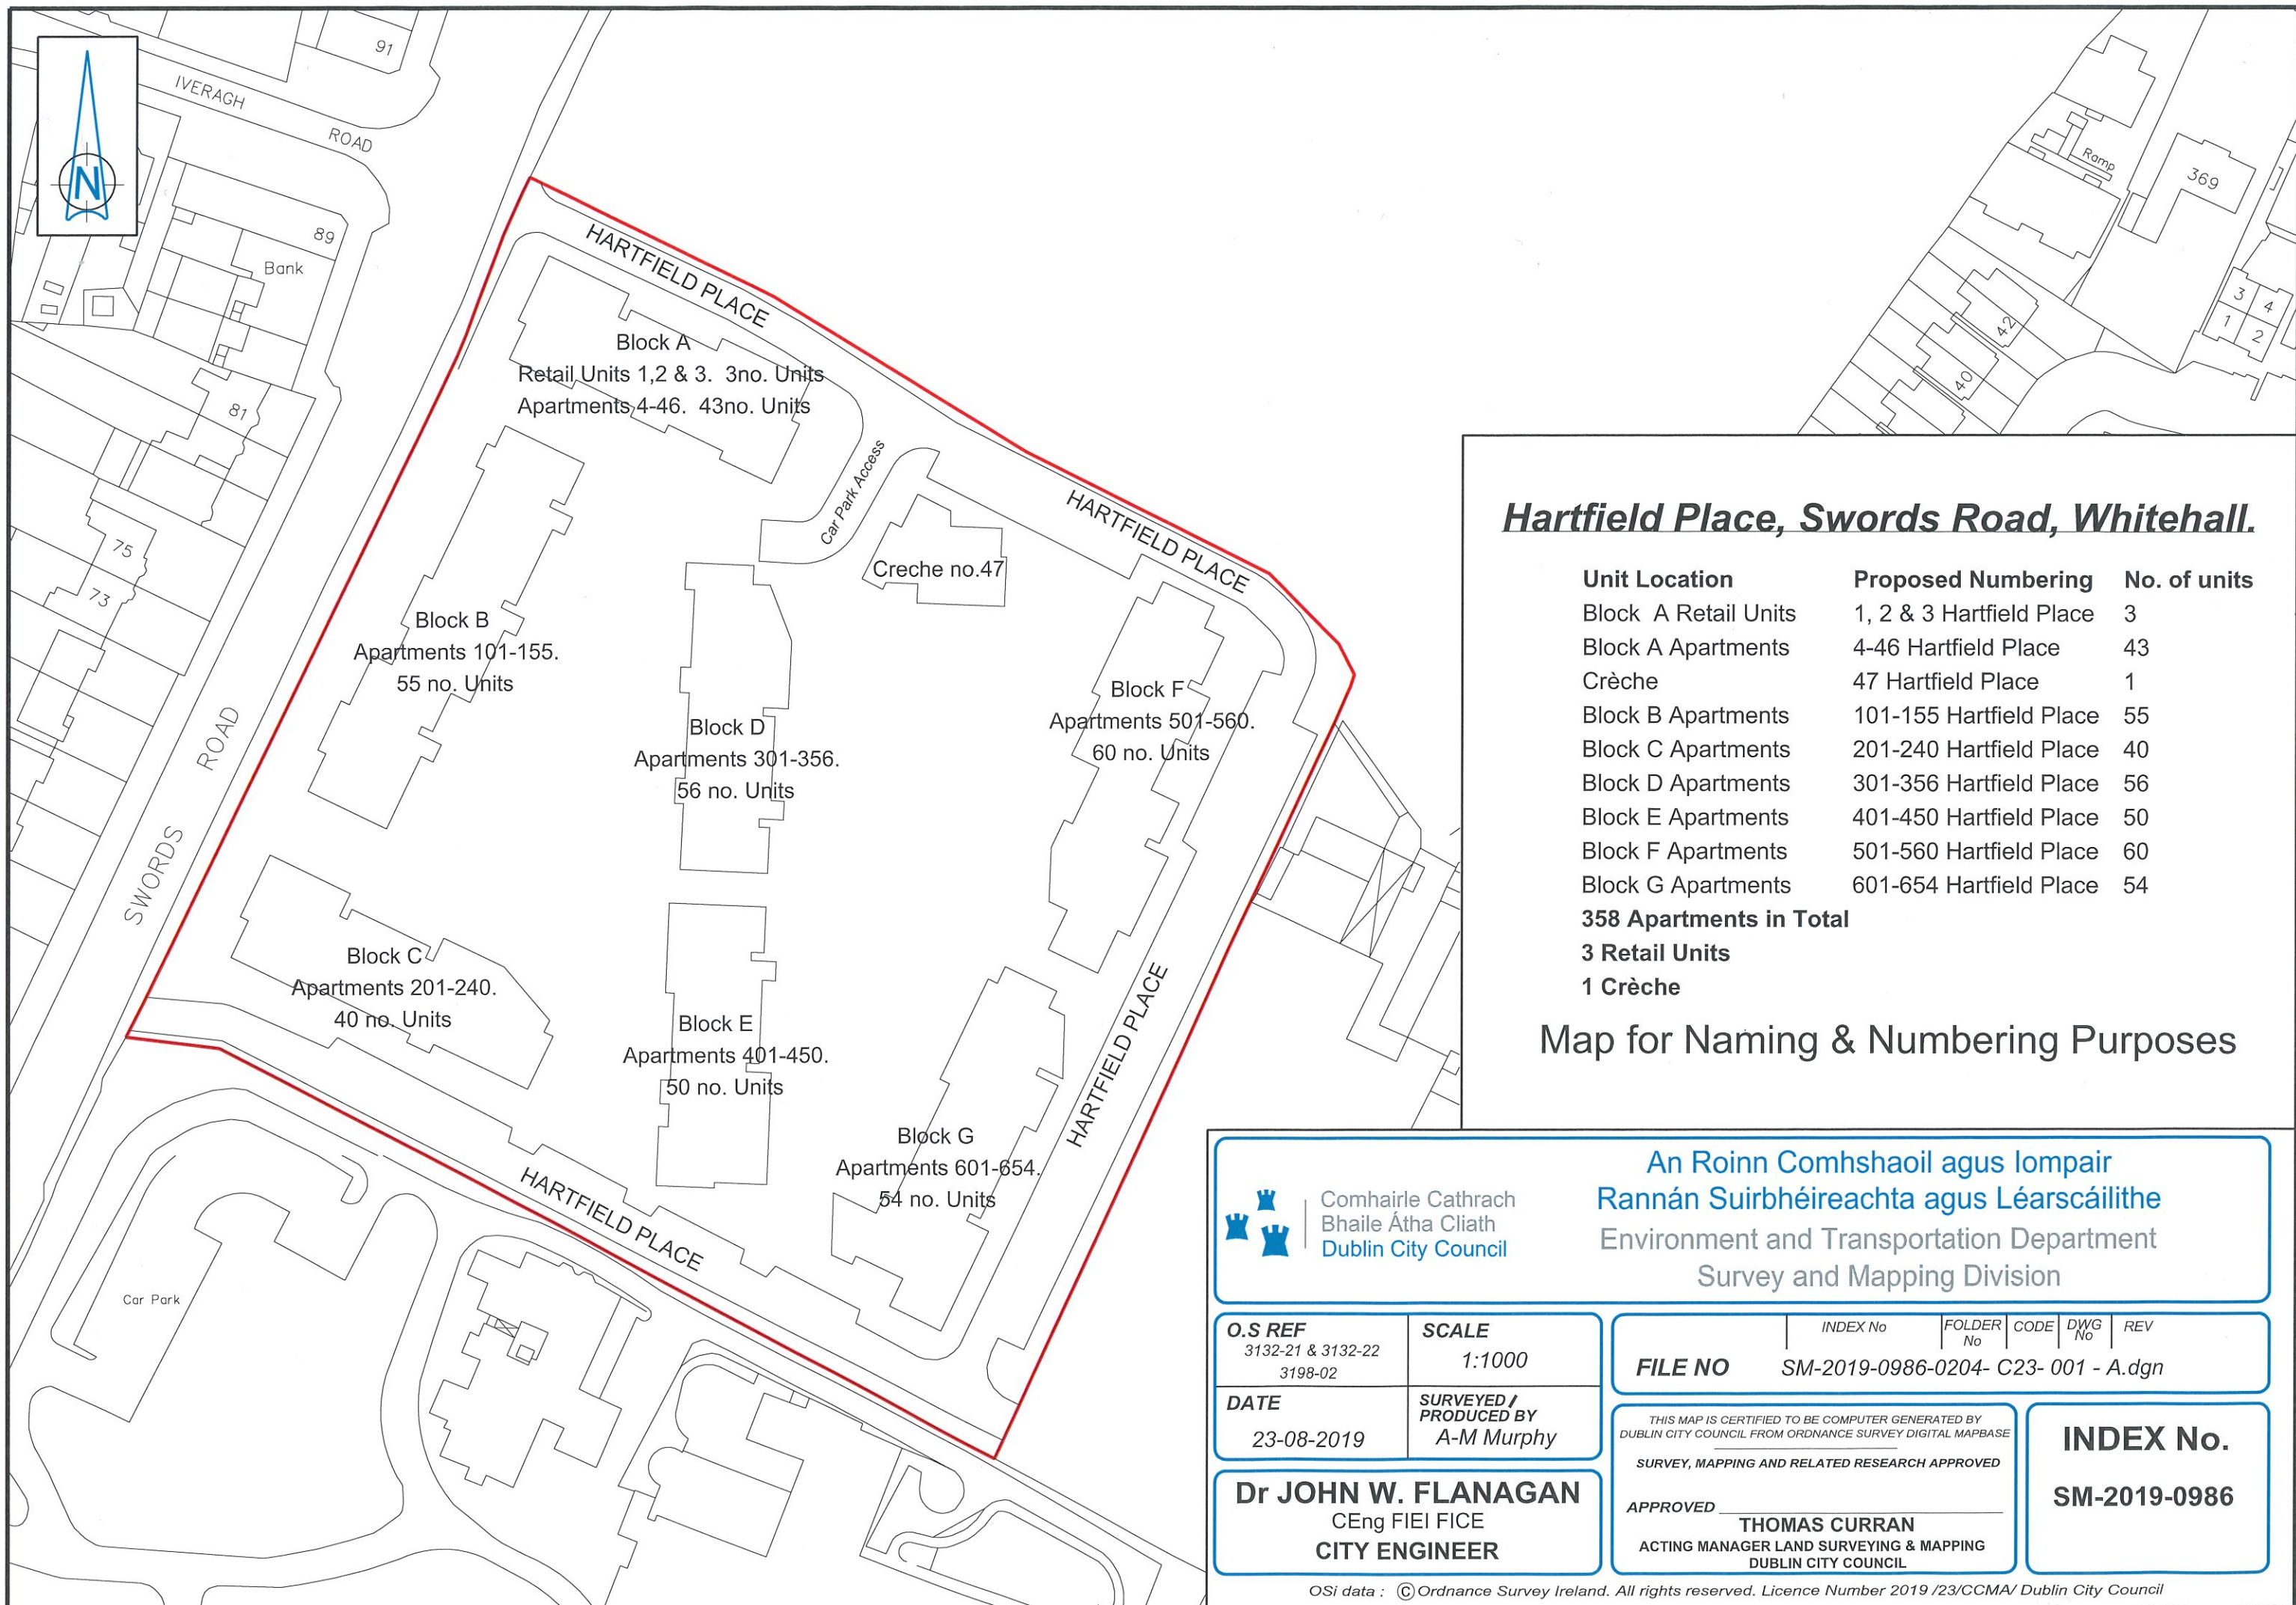 91
IVERAGH
ROAD
N
89
Bank
81
75
73
SWORDS
ROAD
Ramp
369
3
4
1
2
42
40
HARTFIELD PLACE
Block A
Retail Units 1,2 & 3. 3no. Units
Apartments 4-46. 43no. Units
Car Park Access
HARTFIELD PLACE
Creche no.47
Block B
Apartments 101-155.
55 no. Units
Block D
Apartments 301-356.
56 no. Units
Block F
Apartments 501-560.
60 no. Units
Block C
Apartments 201-240.
40 no. Units
Block E
Apartments 401-450.
50 no. Units
Block G
Apartments 601-654.
54 no. Units
HARTFIELD PLACE
HARTFIELD PLACE
Car Park
Hartfield Place, Swords Road, Whitehall.
Unit Location Proposed Numbering No. of units
Block A Retail Units 1, 2 & 3 Hartfield Place 3
Block A Apartments 4-46 Hartfield Place 43
Crèche 47 Hartfield Place 1
Block B Apartments 101-155 Hartfield Place 55
Block C Apartments 201-240 Hartfield Place 40
Block D Apartments 301-356 Hartfield Place 56
Block E Apartments 401-450 Hartfield Place 50
Block F Apartments 501-560 Hartfield Place 60
Block G Apartments 601-654 Hartfield Place 54
358 Apartments in Total
3 Retail Units
1 Crèche
Map for Naming & Numbering Purposes
Comhairle Cathrach
Bhaile Átha Cliath
Dublin City Council
An Roinn Comhshaoil agus Iompair
Rannán Suirbhéireachta agus Léarscáilithe
Environment and Transportation Department
Survey and Mapping Division
O.S REF
3132-21 & 3132-22
3198-02
SCALE
1:1000
DATE
23-08-2019
SURVEYED /
PRODUCED BY
A-M Murphy
INDEX No FOLDER No CODE DWG No REV
FILE NO SM-2019-0986-0204- C23- 001 - A.dgn
Dr JOHN W. FLANAGAN
CEng FIEI FICE
CITY ENGINEER
THIS MAP IS CERTIFIED TO BE COMPUTER GENERATED BY
DUBLIN CITY COUNCIL FROM ORDNANCE SURVEY DIGITAL MAPBASE
SURVEY, MAPPING AND RELATED RESEARCH APPROVED
APPROVED
THOMAS CURRAN
ACTING MANAGER LAND SURVEYING & MAPPING
DUBLIN CITY COUNCIL
INDEX No.
SM-2019-0986
OSi data : ©Ordnance Survey Ireland. All rights reserved. Licence Number 2019 /23/CCMA/ Dublin City Council